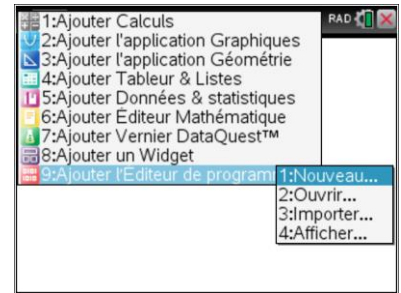 1:Ajouter Calculs
RAD
2:Ajouter l'application Graphiques
3:Ajouter l'application Géométrie
4:Ajouter Tableur & Listes
5:Ajouter Données & statistiques
6:Ajouter Éditeur Mathématique
7:Ajouter Vernier DataQuest™
8:Ajouter un Widget
9:Ajouter l'Éditeur de program
1:Nouveau...
2:Ouvrir...
3:Importer...
4:Afficher...